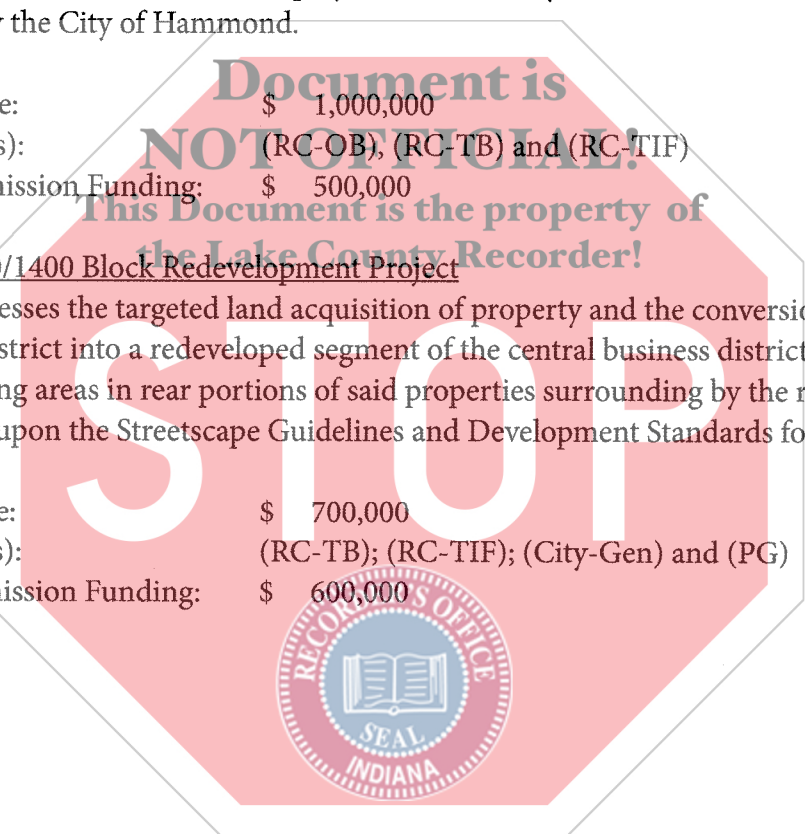 the City of Hammond.
Document is
e: $ 1,000,000
NOT OFFICIAL!
s): (RC-OB), (RC-TB) and (RC-TIF)
ission Funding: $ 500,000
This Document is the property of
the Lake County Recorder!
/1400 Block Redevelopment Project
esses the targeted land acquisition of property and the conversio
strict into a redeveloped segment of the central business district
ng areas in rear portions of said properties surrounding by the r
upon the Streetscape Guidelines and Development Standards fo
STOP
e: $ 700,000
s): (RC-TB); (RC-TIF); (City-Gen) and (PG)
ission Funding: $ 600,000
RECORDER'S OFFICE
SEAL
INDIANA